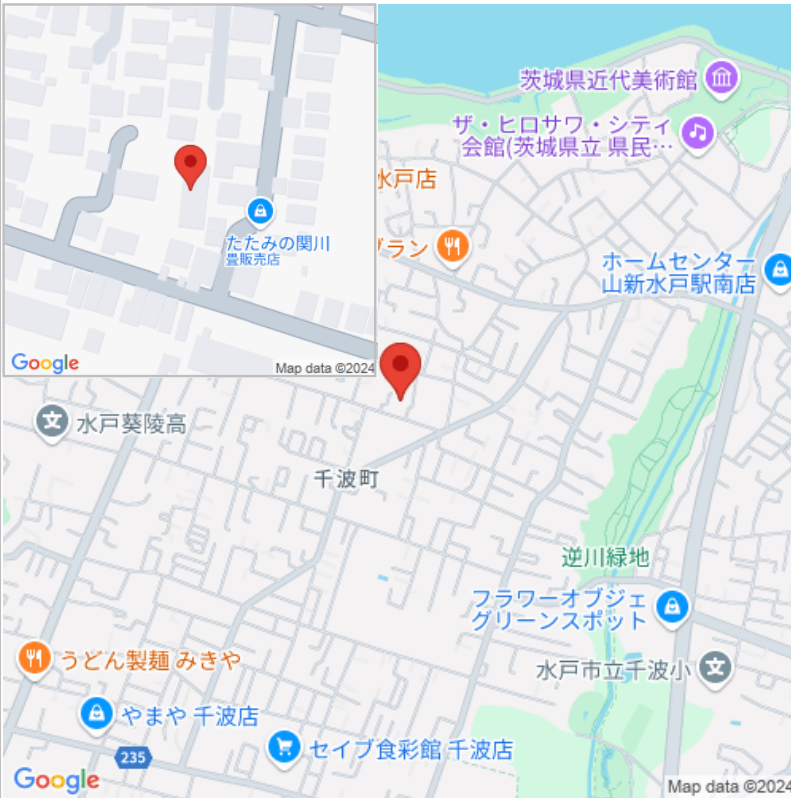 たたみの関川
畳販売店
Google
Map data ©2024
茨城県近代美術館
ザ・ヒロサワ・シティ
会館(茨城県立 県民…
水戸店
ブラン
ホームセンター
山新水戸駅南店
水戸葵陵高
千波町
逆川緑地
フラワーオブジェ
グリーンスポット
うどん製麺 みきや
水戸市立千波小
やまや 千波店
セイブ食彩館 千波店
235
Google
Map data ©2024